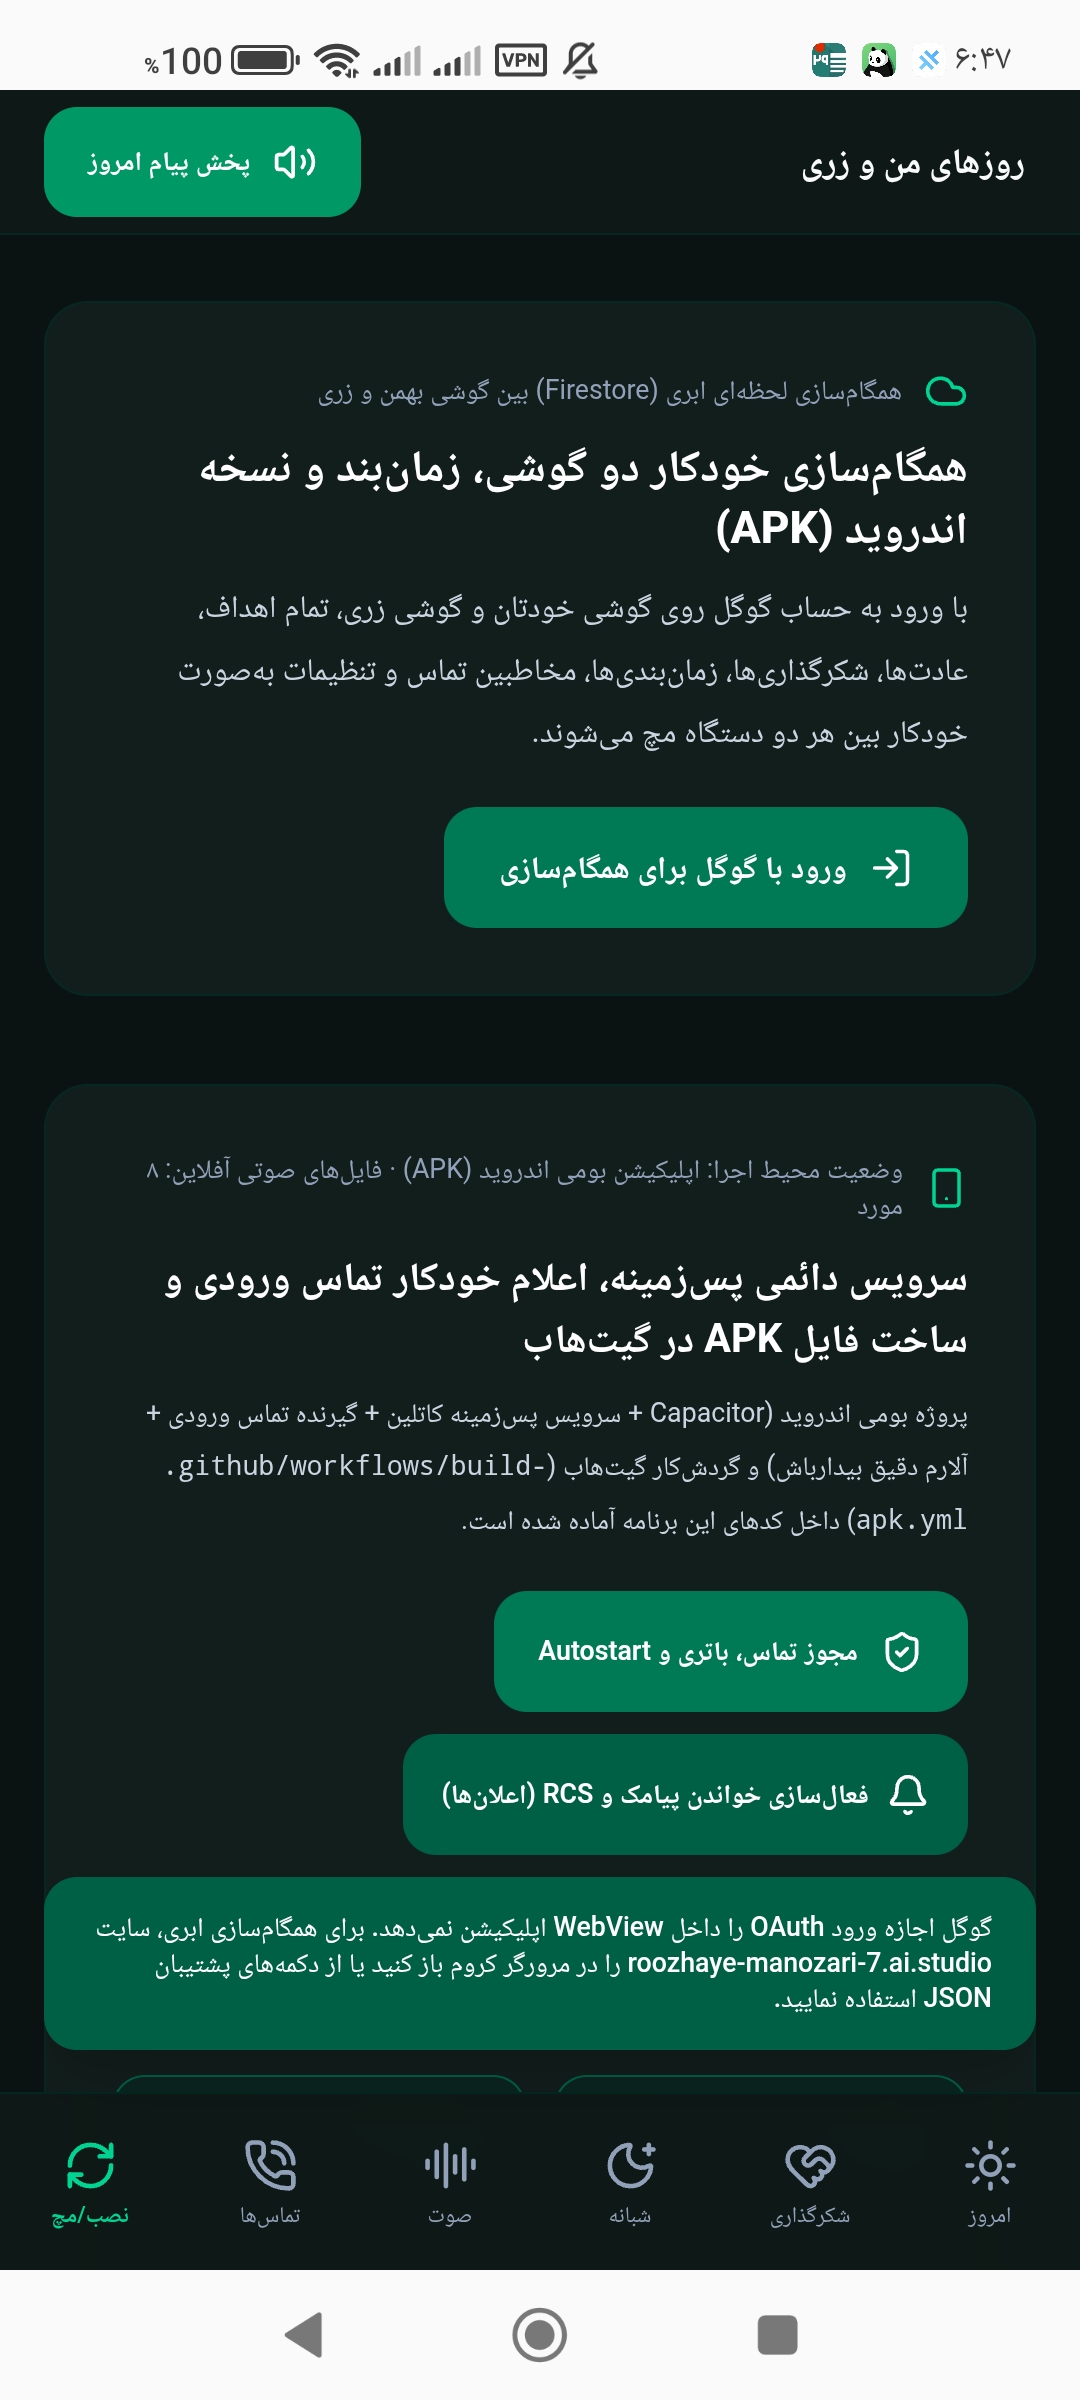 ۶:۴۷
VPN
%100
روزهای من و زری
پخش پیام امروز
همگام‌سازی لحظه‌ای ابری (Firestore) بین گوشی بهمن و زری
همگام‌سازی خودکار دو گوشی، زمان‌بند و نسخه
اندروید (APK)
با ورود به حساب گوگل روی گوشی خودتان و گوشی زری، تمام اهداف،
عادت‌ها، شکرگذاری‌ها، زمان‌بندی‌ها، مخاطبین تماس و تنظیمات به‌صورت
خودکار بین هر دو دستگاه مچ می‌شوند.
ورود با گوگل برای همگام‌سازی
وضعیت محیط اجرا: اپلیکیشن بومی اندروید (APK) · فایل‌های صوتی آفلاین: ۸
مورد
سرویس دائمی پس‌زمینه، اعلام خودکار تماس ورودی و
ساخت فایل APK در گیت‌هاب
پروژه بومی اندروید (Capacitor + سرویس پس‌زمینه کاتلین + گیرنده تماس ورودی +
آلارم دقیق بیدارباش) و گردش‌کار گیت‌هاب (.github/workflows/build-
apk.yml) داخل کدهای این برنامه آماده شده است.
مجوز تماس، باتری و Autostart
فعال‌سازی خواندن پیامک و RCS (اعلان‌ها)
گوگل اجازه ورود OAuth را داخل WebView اپلیکیشن نمی‌دهد. برای همگام‌سازی ابری، سایت
roozhaye-manozari-7.ai.studio را در مرورگر کروم باز کنید یا از دکمه‌های پشتیبان
JSON استفاده نمایید.
امروز
شکرگذاری
شبانه
صوت
تماس‌ها
نصب/مچ